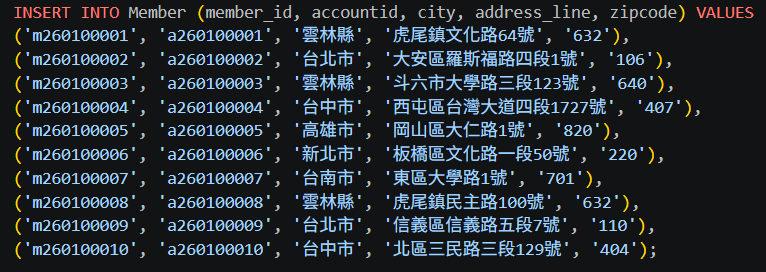 INSERT INTO Member (member_id, accountid, city, address_line, zipcode) VALUES
('m260100001', 'a260100001', '雲林縣', '虎尾鎮文化路64號', '632'),
('m260100002', 'a260100002', '台北市', '大安區羅斯福路四段1號', '106'),
('m260100003', 'a260100003', '雲林縣', '斗六市大學路三段123號', '640'),
('m260100004', 'a260100004', '台中市', '西屯區台灣大道四段1727號', '407'),
('m260100005', 'a260100005', '高雄市', '岡山區大仁路1號', '820'),
('m260100006', 'a260100006', '新北市', '板橋區文化路一段50號', '220'),
('m260100007', 'a260100007', '台南市', '東區大學路1號', '701'),
('m260100008', 'a260100008', '雲林縣', '虎尾鎮民主路100號', '632'),
('m260100009', 'a260100009', '台北市', '信義區信義路五段7號', '110'),
('m260100010', 'a260100010', '台中市', '北區三民路三段129號', '404');